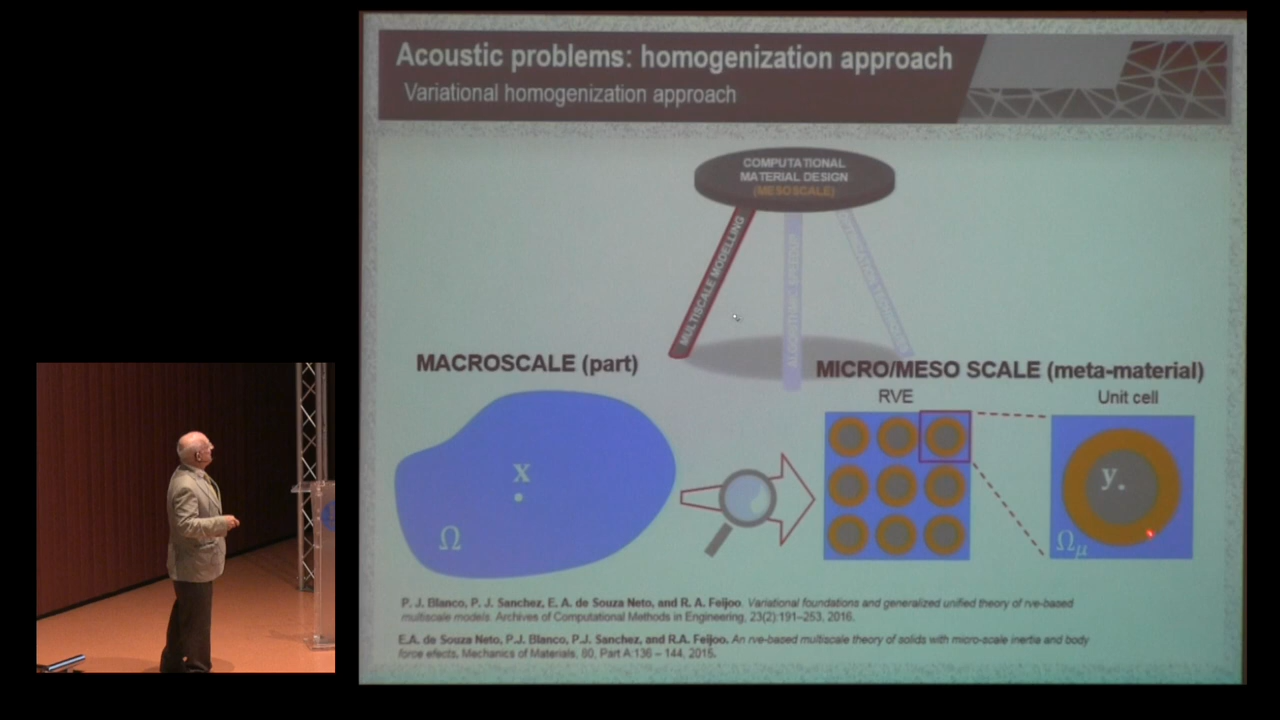 Acoustic problems: homogenization approach
Variational homogenization approach
COMPUTATIONAL
MATERIAL DESIGN
(MESOSCALE)
MULTISCALE MODELLING
MACROSCALE (part)
MICRO/MESO SCALE (meta-material)
RVE
Unit cell
x
Ω
y
Ωμ
P. J. Blanco, P. J. Sanchez, E. A. de Souza Neto, and R. A. Feijoo. Variational foundations and generalized unified theory of rve-based
multiscale models. Archives of Computational Methods in Engineering, 23(2):191–253, 2016.
E.A. de Souza Neto, P.J. Blanco, P.J. Sanchez, and R.A. Feijoo. An rve-based multiscale theory of solids with micro-scale inertia and body
force efects, Mechanics of Materials, 80, Part A:136 – 144, 2015.